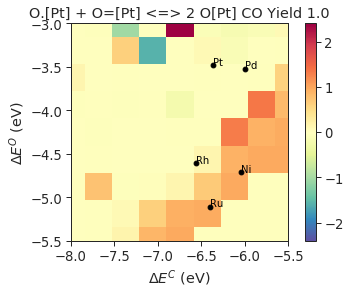 O.[Pt] + O=[Pt] <=> 2 O[Pt] CO Yield 1.0
−3.0
−3.5
−4.0
−4.5
−5.0
−5.5
ΔE^O (eV)
Pt
Pd
Rh
Ni
Ru
−8.0 −7.5 −7.0 −6.5 −6.0 −5.5
ΔE^C (eV)
2
1
0
−1
−2